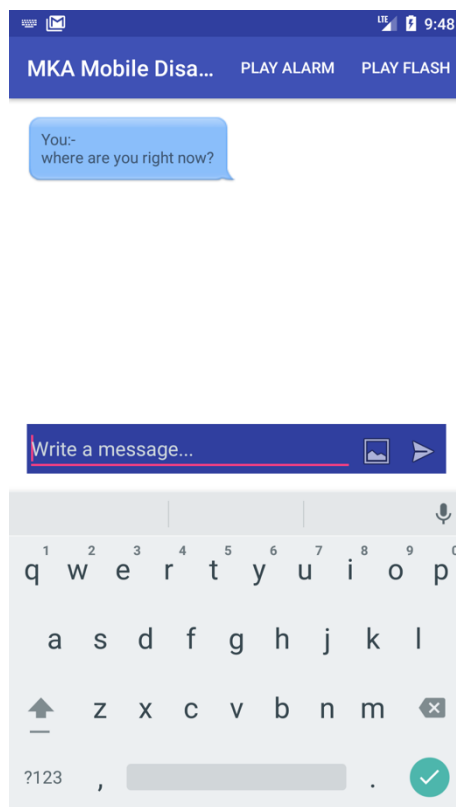 LTE 9:48
MKA Mobile Disa... PLAY ALARM PLAY FLASH
You:-
where are you right now?
Write a message...
1 2 3 4 5 6 7 8 9 0
q w e r t y u i o p
a s d f g h j k l
z x c v b n m
?123 , .